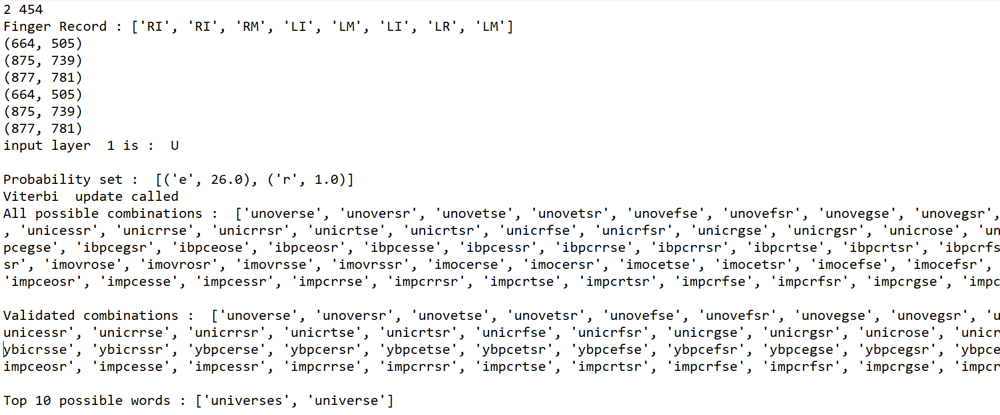 2 454
Finger Record : ['RI', 'RI', 'RM', 'LI', 'LM', 'LI', 'LR', 'LM']
(664, 505)
(875, 739)
(877, 781)
(664, 505)
(875, 739)
(877, 781)
input layer  1 is :  U
Probability set :  [('e', 26.0), ('r', 1.0)]
Viterbi  update called
All possible combinations :  ['unoverse', 'unoversr', 'unovetse', 'unovetsr', 'unovefse', 'unovefsr', 'unovegse', 'unovegsr',
, 'unicessr', 'unicrrse', 'unicrrsr', 'unicrtse', 'unicrtsr', 'unicrfse', 'unicrfsr', 'unicrgse', 'unicrgsr', 'unicrose', 'un
pcegse', 'ibpcegsr', 'ibpceose', 'ibpceosr', 'ibpcesse', 'ibpcessr', 'ibpcrrse', 'ibpcrrsr', 'ibpcrtse', 'ibpcrtsr', 'ibpcrfs
sr', 'imovrose', 'imovrosr', 'imovrsse', 'imovrssr', 'imocerse', 'imocersr', 'imocetse', 'imocetsr', 'imocefse', 'imocefsr',
'impceosr', 'impcesse', 'impcessr', 'impcrrse', 'impcrrsr', 'impcrtse', 'impcrtsr', 'impcrfse', 'impcrfsr', 'impcrgse', 'impc
Validated combinations :  ['unoverse', 'unoversr', 'unovetse', 'unovetsr', 'unovefse', 'unovefsr', 'unovegse', 'unovegsr', 'u
unicessr', 'unicrrse', 'unicrrsr', 'unicrtse', 'unicrtsr', 'unicrfse', 'unicrfsr', 'unicrgse', 'unicrgsr', 'unicrose', 'unicr
ybicrsse', 'ybicrssr', 'ybpcerse', 'ybpcersr', 'ybpcetse', 'ybpcetsr', 'ybpcefse', 'ybpcefsr', 'ybpcegse', 'ybpcegsr', 'ybpce
impceosr', 'impcesse', 'impcessr', 'impcrrse', 'impcrrsr', 'impcrtse', 'impcrtsr', 'impcrfse', 'impcrfsr', 'impcrgse', 'impcr
Top 10 possible words : ['universes', 'universe']